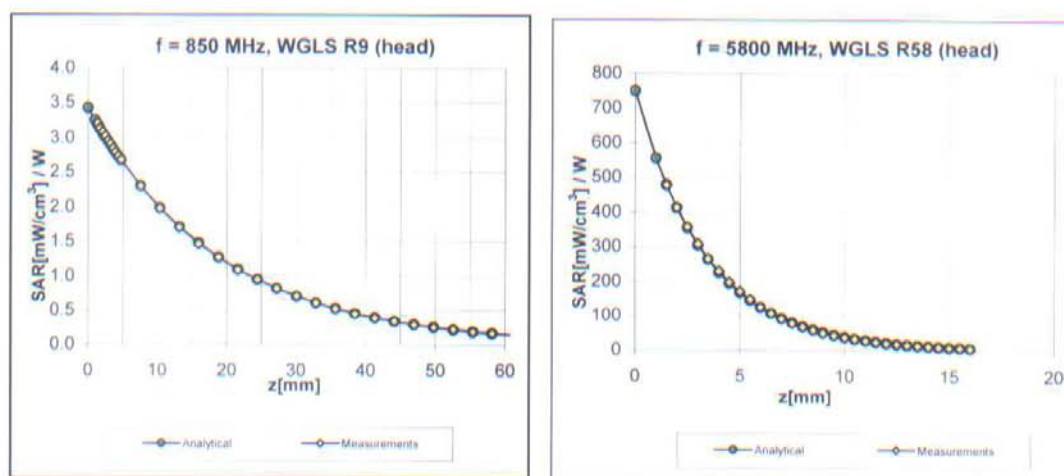 f = 850 MHz, WGLS R9 (head)
4.0
3.5
3.0
2.5
2.0
1.5
1.0
0.5
0.0
SAR[mW/cm³] / W
0 10 20 30 40 50 60
z[mm]
Analytical Measurements
f = 5800 MHz, WGLS R58 (head)
800
700
600
500
400
300
200
100
0
SAR[mW/cm³] / W
0 5 10 15 20
z[mm]
Analytical Measurements